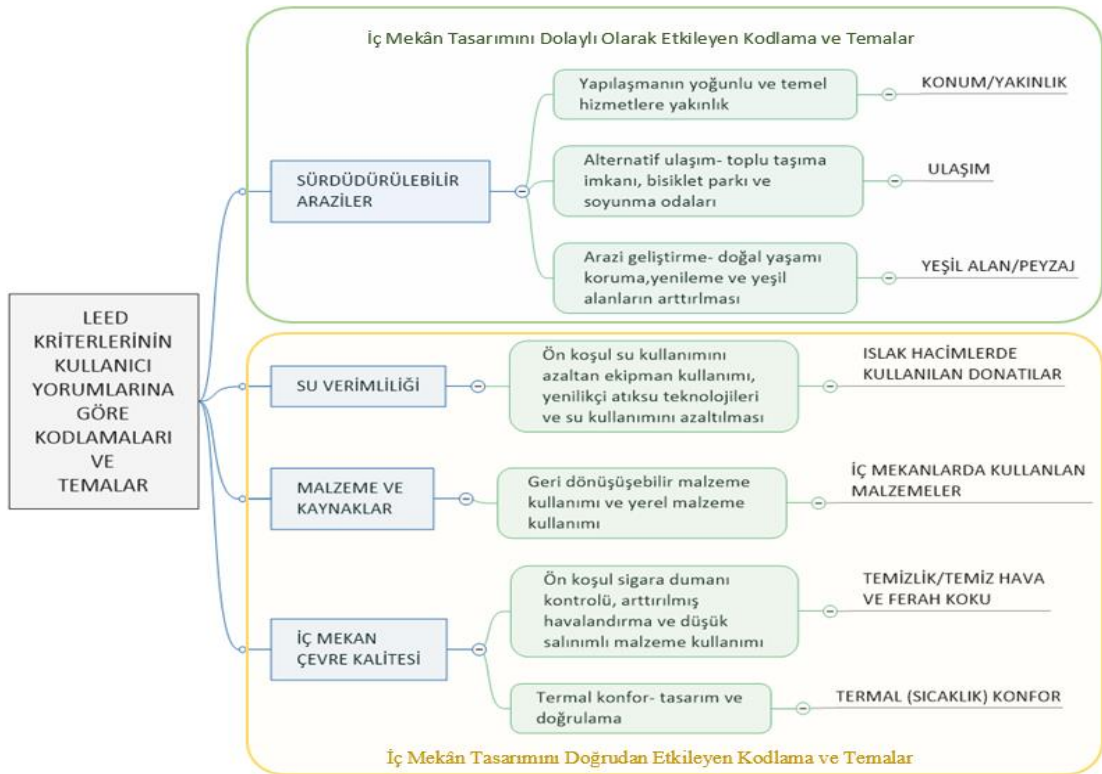 İç Mekân Tasarımını Dolaylı Olarak Etkileyen Kodlama ve Temalar
LEED
KRİTERLERİNİN
KULLANICI
YORUMLARINA
GÖRE
KODLAMALARI
VE
TEMALAR
SÜRDÜDÜRÜLEBİLİR
ARAZİLER
Yapılaşmanın yoğunlu ve temel
hizmetlere yakınlık
KONUM/YAKINLIK
Alternatif ulaşım- toplu taşıma
imkanı, bisiklet parkı ve
soyunma odaları
ULAŞIM
Arazi geliştirme- doğal yaşamı
koruma,yenileme ve yeşil
alanların arttırılması
YEŞİL ALAN/PEYZAJ
SU VERİMLİLİĞİ
Ön koşul su kullanımını
azaltan ekipman kullanımı,
yenilikçi atıksu teknolojileri
ve su kullanımını azaltılması
ISLAK HACİMLERDE
KULLANILAN DONATILAR
MALZEME VE
KAYNAKLAR
Geri dönüşüşebilir malzeme
kullanımı ve yerel malzeme
kullanımı
İÇ MEKANLARDA KULLANLAN
MALZEMELER
İÇ MEKAN
ÇEVRE KALİTESİ
Ön koşul sigara dumanı
kontrolü, arttırılmış
havalandırma ve düşük
salınımlı malzeme kullanımı
TEMİZLİK/TEMİZ HAVA
VE FERAH KOKU
Termal konfor- tasarım ve
doğrulama
TERMAL (SICAKLIK) KONFOR
İç Mekân Tasarımını Doğrudan Etkileyen Kodlama ve Temalar